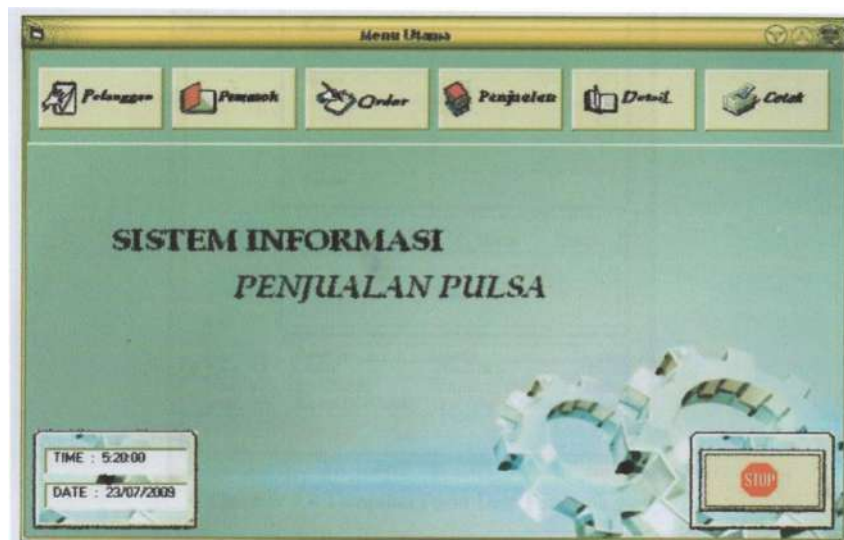 Menu Utama
Pelanggan
Pemasok
Order
Penjualan
Detail
Cetak
SISTEM INFORMASI
PENJUALAN PULSA
TIME : 5:20:00
DATE : 23/07/2009
STOP